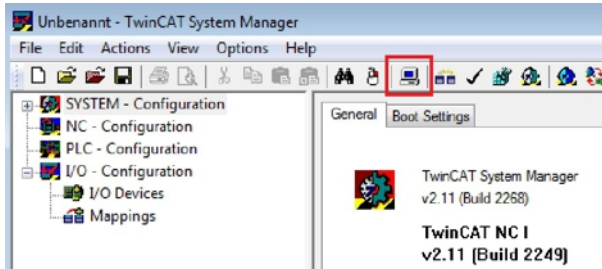 Unbenannt - TwinCAT System Manager
File Edit Actions View Options Help
SYSTEM - Configuration
NC - Configuration
PLC - Configuration
I/O - Configuration
I/O Devices
Mappings
General Boot Settings
TwinCAT System Manager
v2.11 (Build 2268)
TwinCAT NC I
v2.11 (Build 2249)